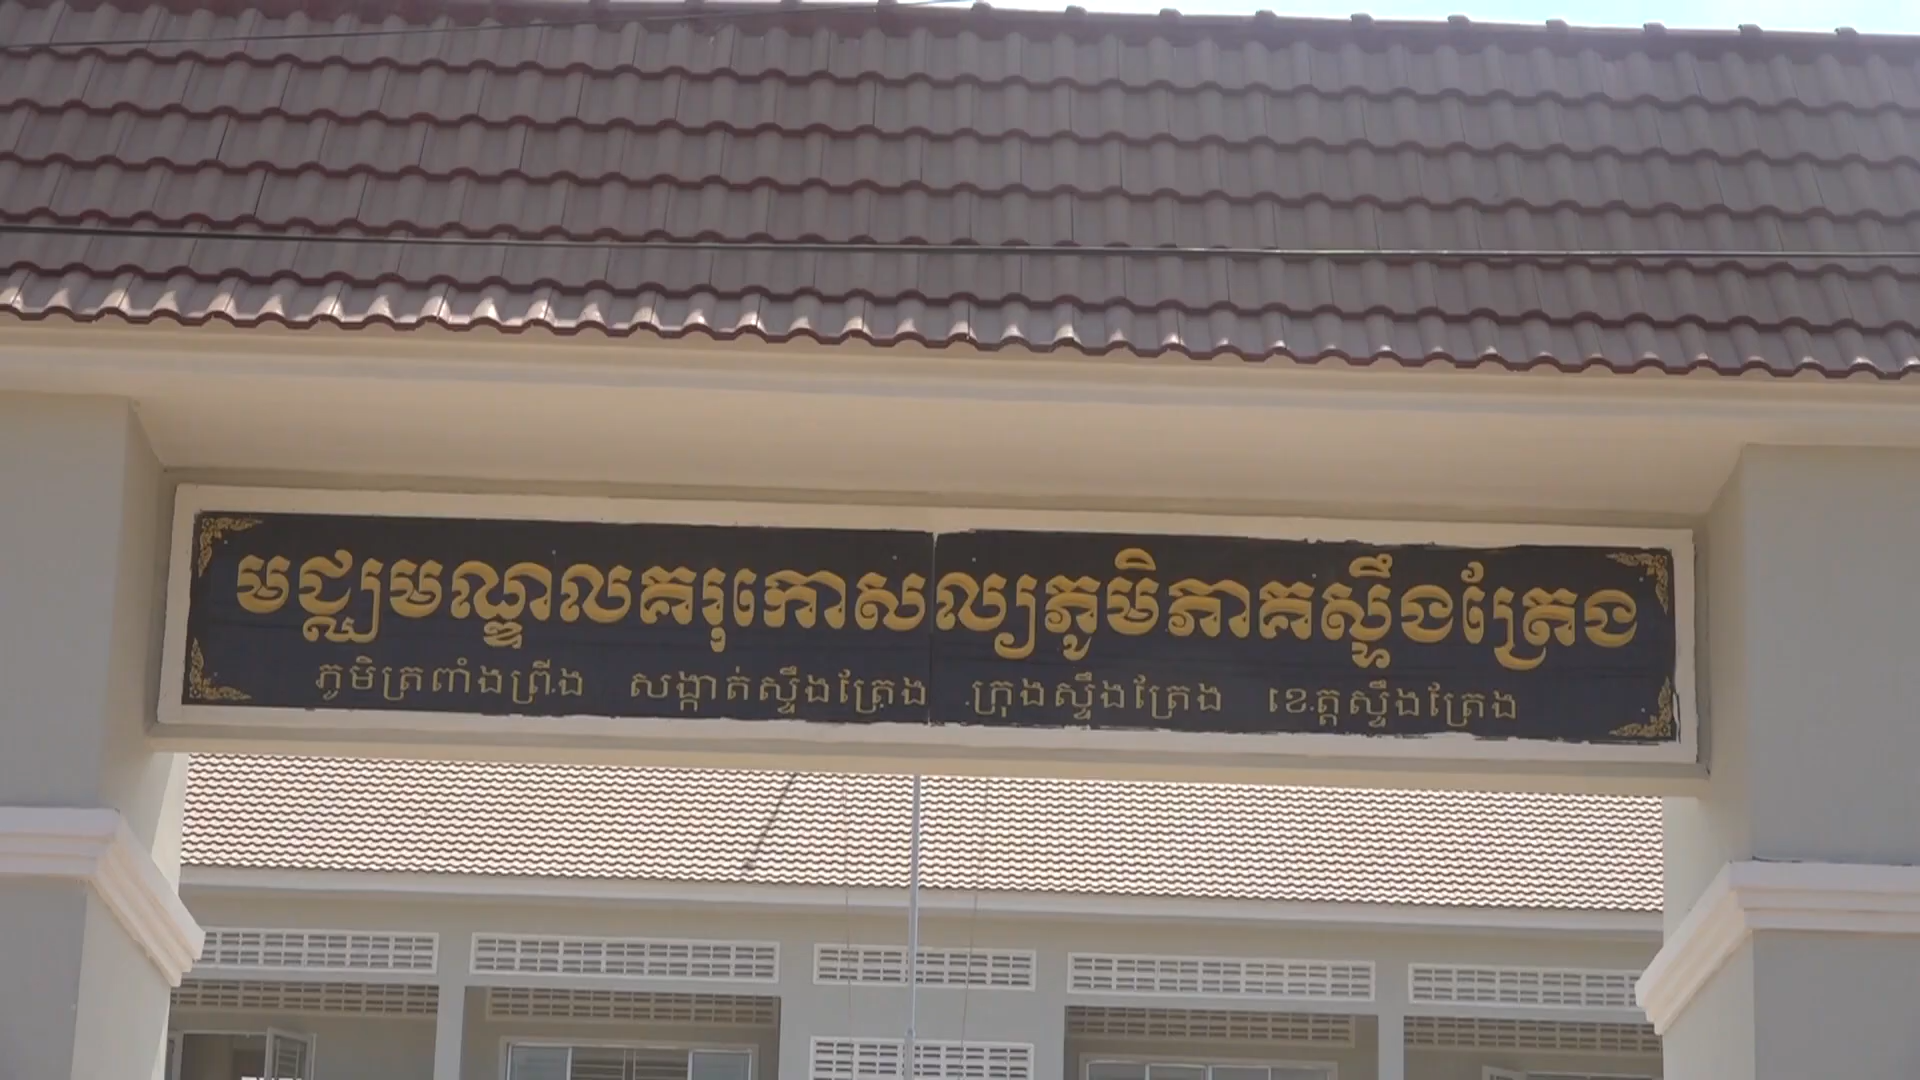 មជ្ឈមណ្ឌលគរុកោសល្យភូមិភាគស្ទឹងត្រែង
ភូមិត្រពាំងព្រីង សង្កាត់ស្ទឹងត្រែង ក្រុងស្ទឹងត្រែង ខេត្តស្ទឹងត្រែង